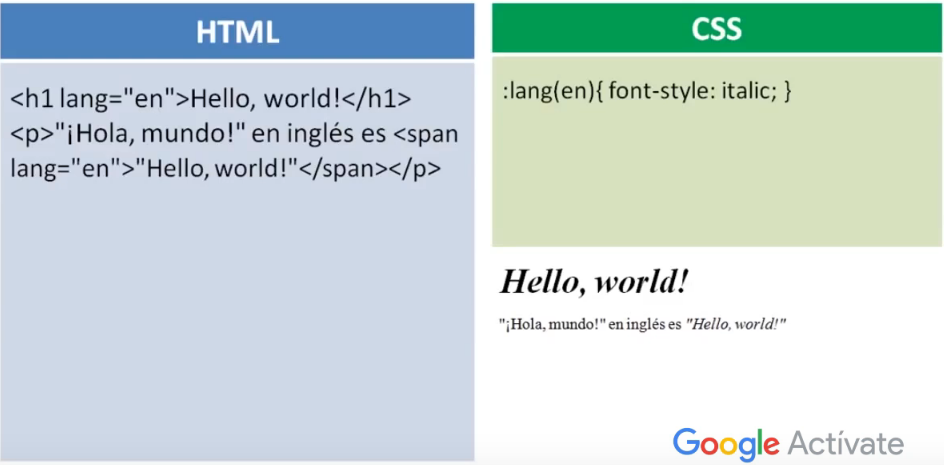 HTML
<h1 lang="en">Hello, world!</h1>
<p>"¡Hola, mundo!" en inglés es <span
lang="en">"Hello, world!"</span></p>
CSS
:lang(en){ font-style: italic; }
Hello, world!
"¡Hola, mundo!" en inglés es "Hello, world!"
Google Actívate